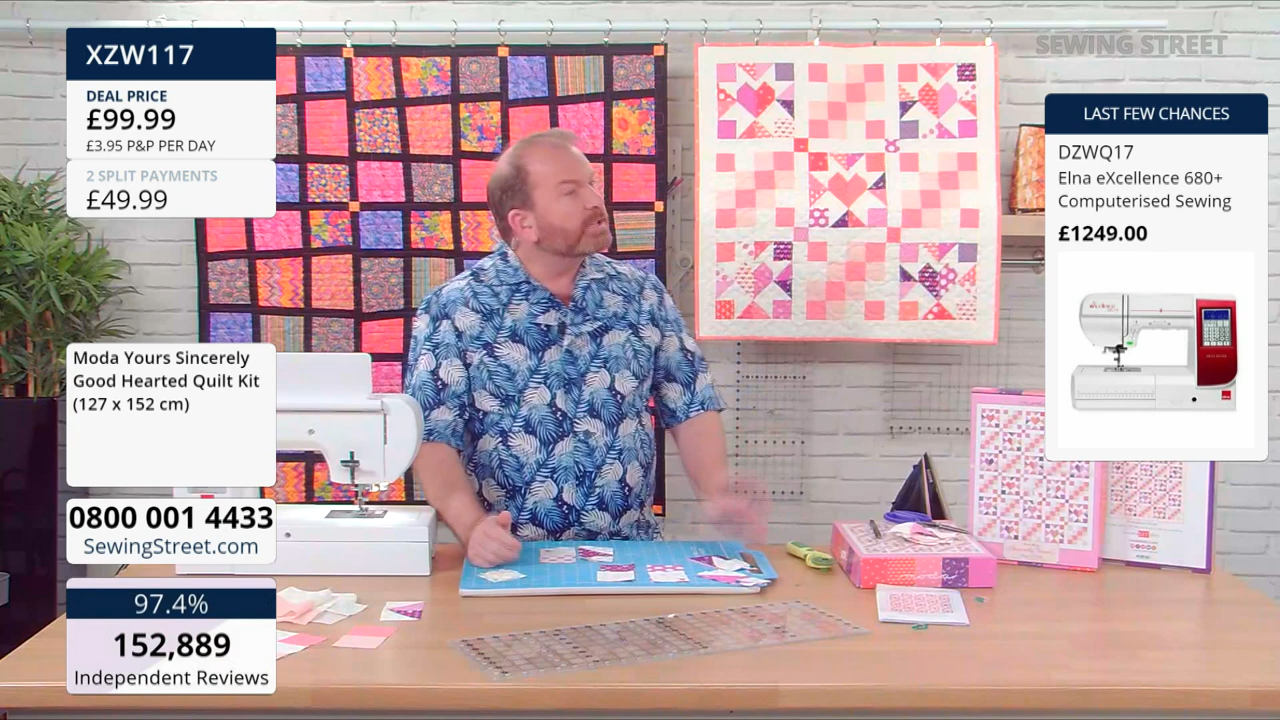 XZW117
DEAL PRICE
£99.99
£3.95 P&P PER DAY
2 SPLIT PAYMENTS
£49.99
Moda Yours Sincerely
Good Hearted Quilt Kit
(127 x 152 cm)
0800 001 4433
SewingStreet.com
97.4%
152,889
Independent Reviews
SEWING STREET
LAST FEW CHANCES
DZWQ17
Elna eXcellence 680+
Computerised Sewing
£1249.00
moda